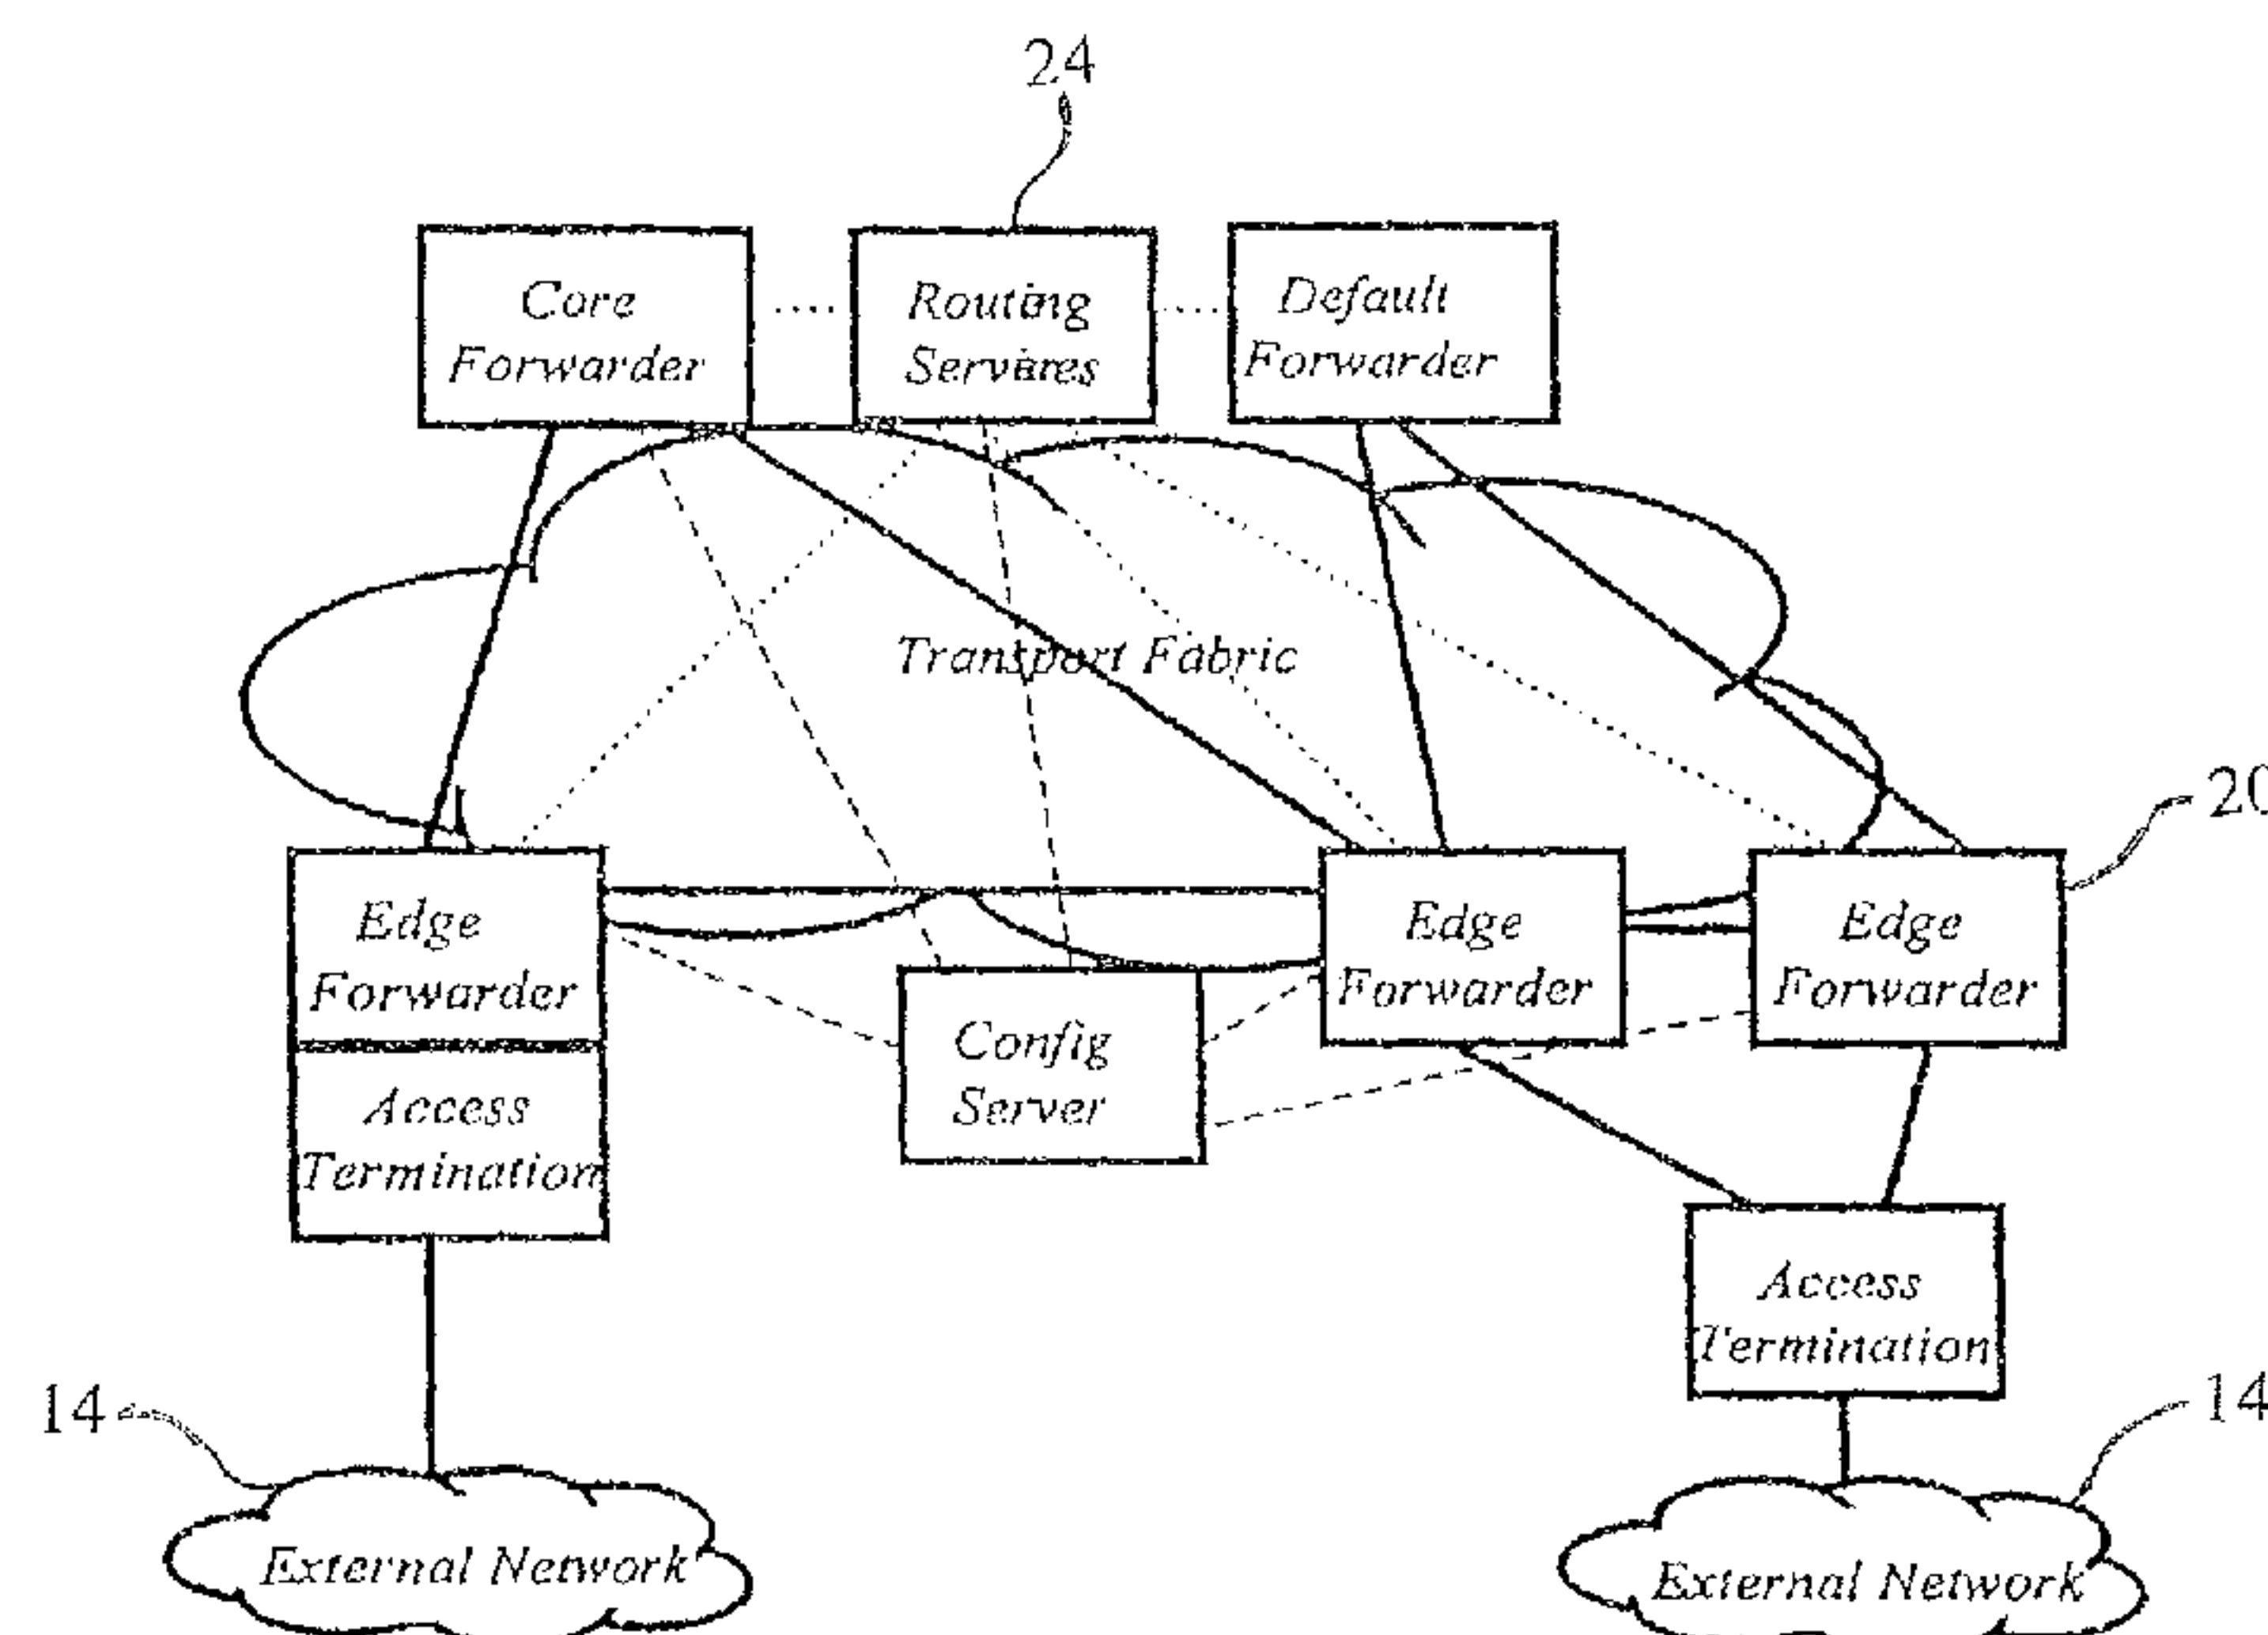 24
Core
Forwarder
Routing
Default
Forwarder
Transport Fabric
20
Edge
Forwarder
Edge
Forwarder
Edge
Forwarder
Config
Server
Access
Termination
Access
Termination
14
14
External Network
External Network